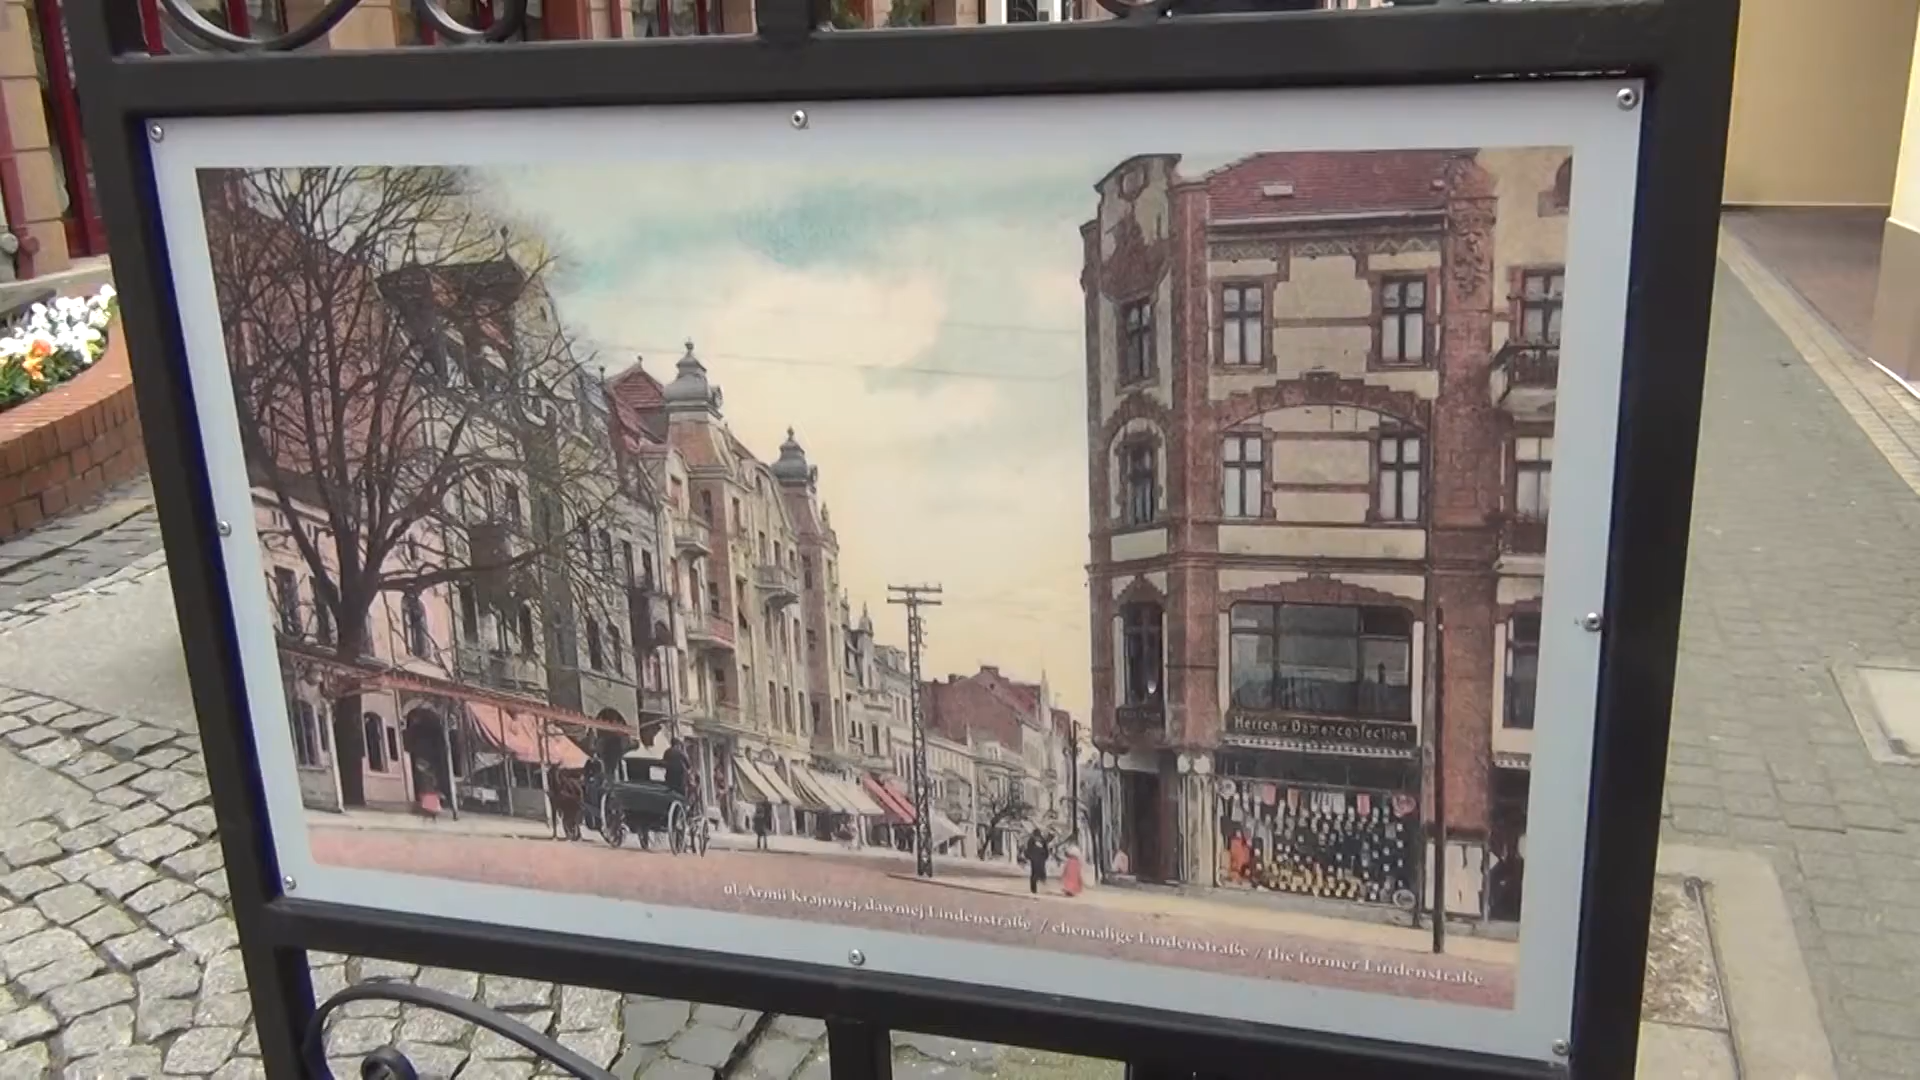 Herren-u Damenconfection
ul. Armii Krajowej, dawniej Lindenstraße / ehemalige Lindenstraße / the former Lindenstraße